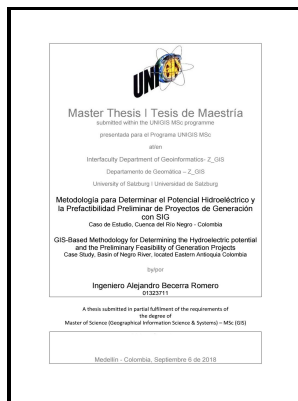 UNIGIS
Master Thesis ǀ Tesis de Maestría
submitted within the UNIGIS MSc programme
presentada para el Programa UNIGIS MSc
at/en
Interfaculty Department of Geoinformatics- Z_GIS
Departamento de Geomática – Z_GIS
University of Salzburg ǀ Universidad de Salzburg
Metodología para Determinar el Potencial Hidroeléctrico y
la Prefactibilidad Preliminar de Proyectos de Generación
con SIG
Caso de Estudio, Cuenca del Río Negro - Colombia
GIS-Based Methodology for Determining the Hydroelectric potential
and the Preliminary Feasibility of Generation Projects
Case Study, Basin of Negro River, located Eastern Antioquia Colombia
by/por
Ingeniero Alejandro Becerra Romero
01323711
A thesis submitted in partial fulfilment of the requirements of
the degree of
Master of Science (Geographical Information Science & Systems) – MSc (GIS)
Medellín - Colombia, Septiembre 6 de 2018